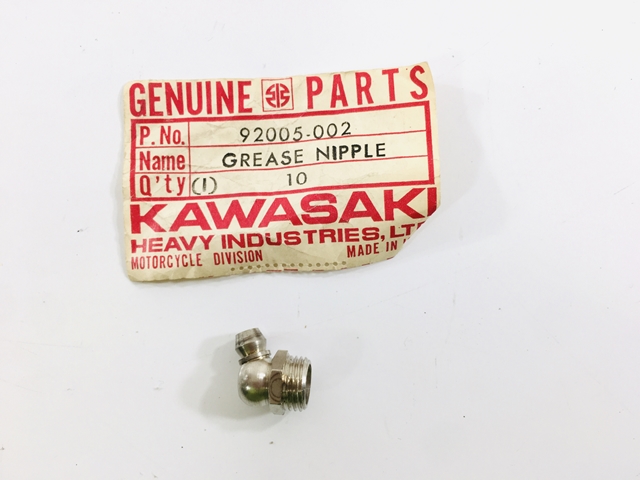 GENUINE PARTS
P.No. 92005-002
Name GREASE NIPPLE
Q'ty (1) 10
KAWASAKI
HEAVY INDUSTRIES, LT
MOTORCYCLE DIVISION MADE IN